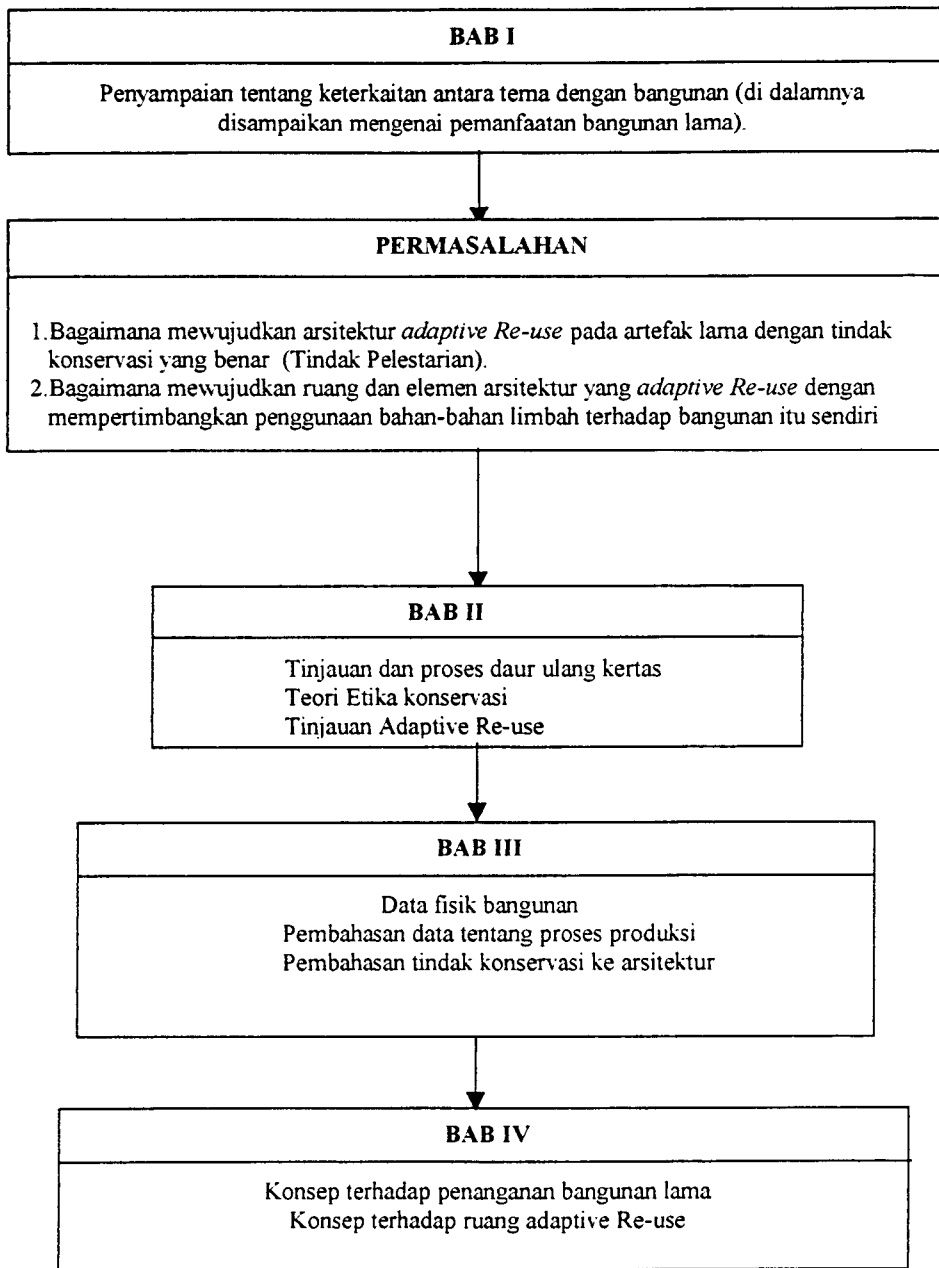 BAB I
Penyampaian tentang keterkaitan antara tema dengan bangunan (di dalamnya
disampaikan mengenai pemanfaatan bangunan lama).
PERMASALAHAN
1.Bagaimana mewujudkan arsitektur adaptive Re-use pada artefak lama dengan tindak
konservasi yang benar (Tindak Pelestarian).
2.Bagaimana mewujudkan ruang dan elemen arsitektur yang adaptive Re-use dengan
mempertimbangkan penggunaan bahan-bahan limbah terhadap bangunan itu sendiri
BAB II
Tinjauan dan proses daur ulang kertas
Teori Etika konservasi
Tinjauan Adaptive Re-use
BAB III
Data fisik bangunan
Pembahasan data tentang proses produksi
Pembahasan tindak konservasi ke arsitektur
BAB IV
Konsep terhadap penanganan bangunan lama
Konsep terhadap ruang adaptive Re-use